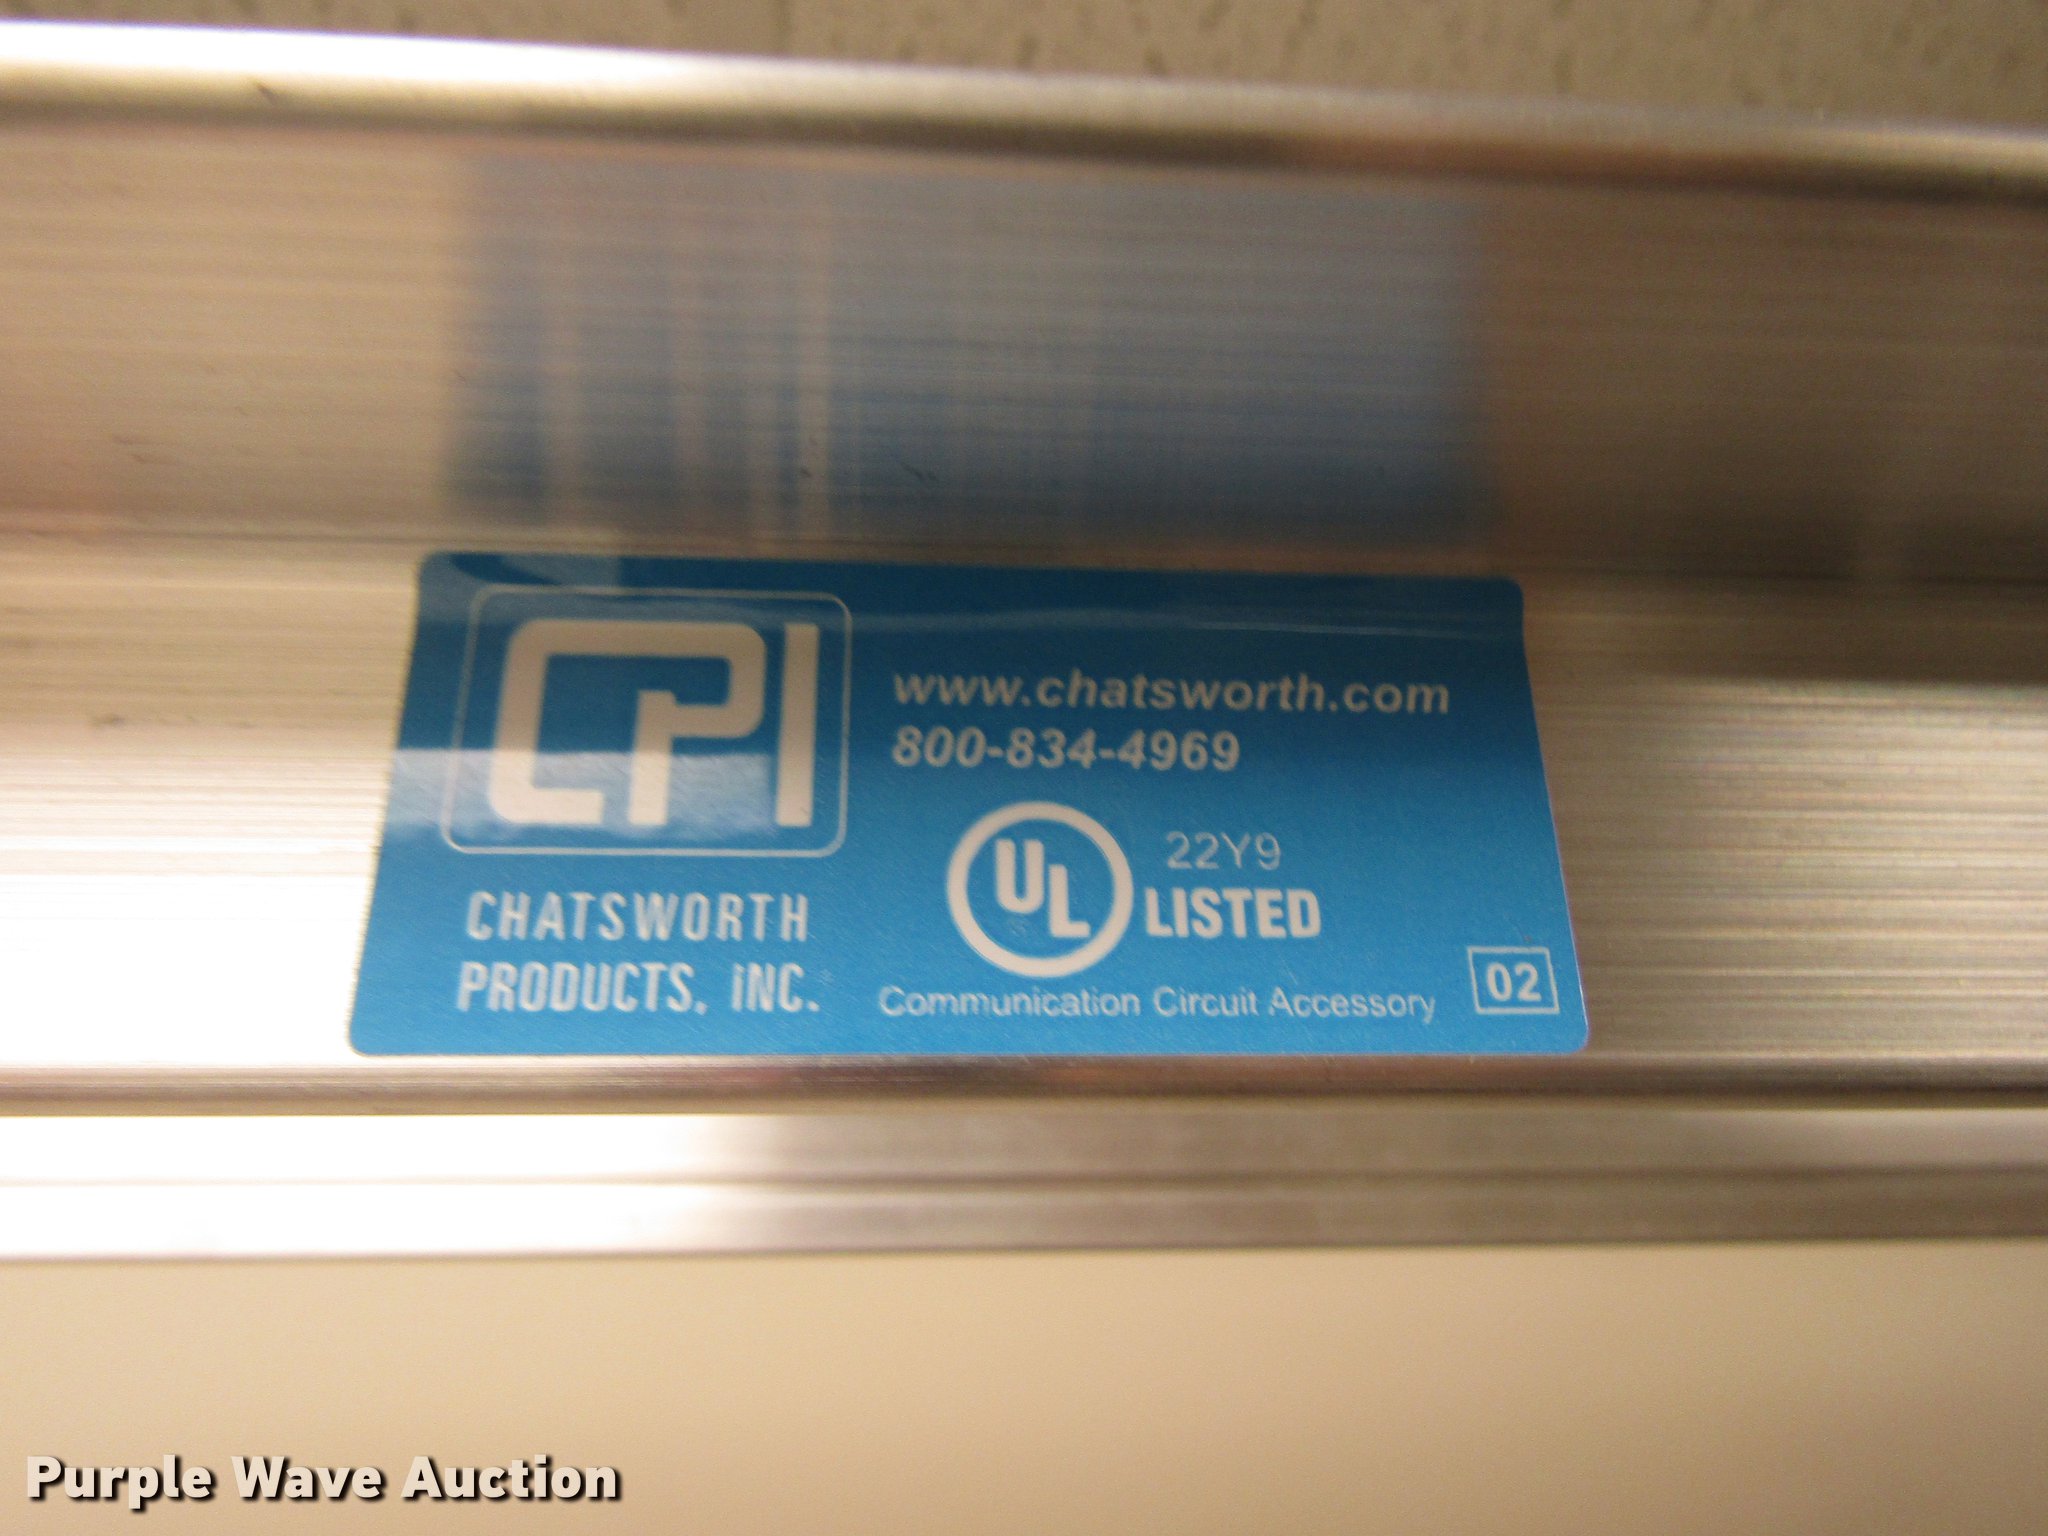 CPI
CHATSWORTH
PRODUCTS, iNC.
www.chatsworth.com
800-834-4969
UL
22Y9
LISTED
Communication Circuit Accessory
02
Purple Wave Auction